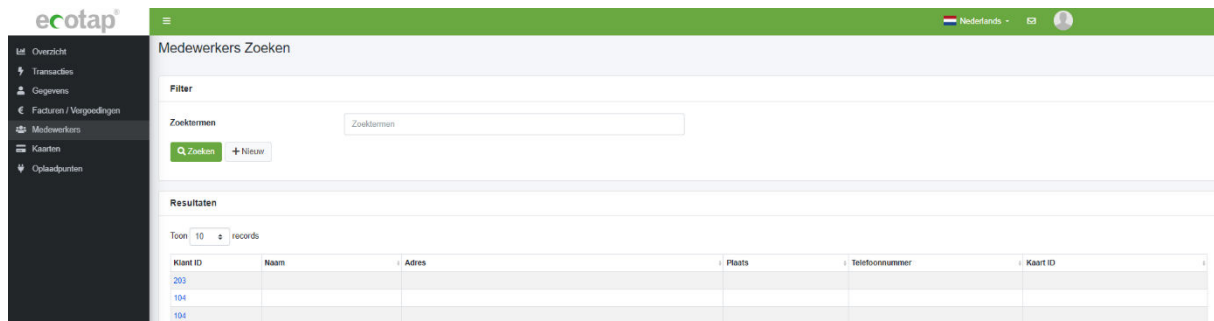 ecotap®
Nederlands
Overzicht
Transacties
Gegevens
Facturen / Vergoedingen
Medewerkers
Kaarten
Oplaadpunten
Medewerkers Zoeken
Filter
Zoektermen Zoektermen
Zoeken + Nieuw
Resultaten
Toon 10 records
Klant ID Naam Adres Plaats Telefoonnummer Kaart ID
203
104
104